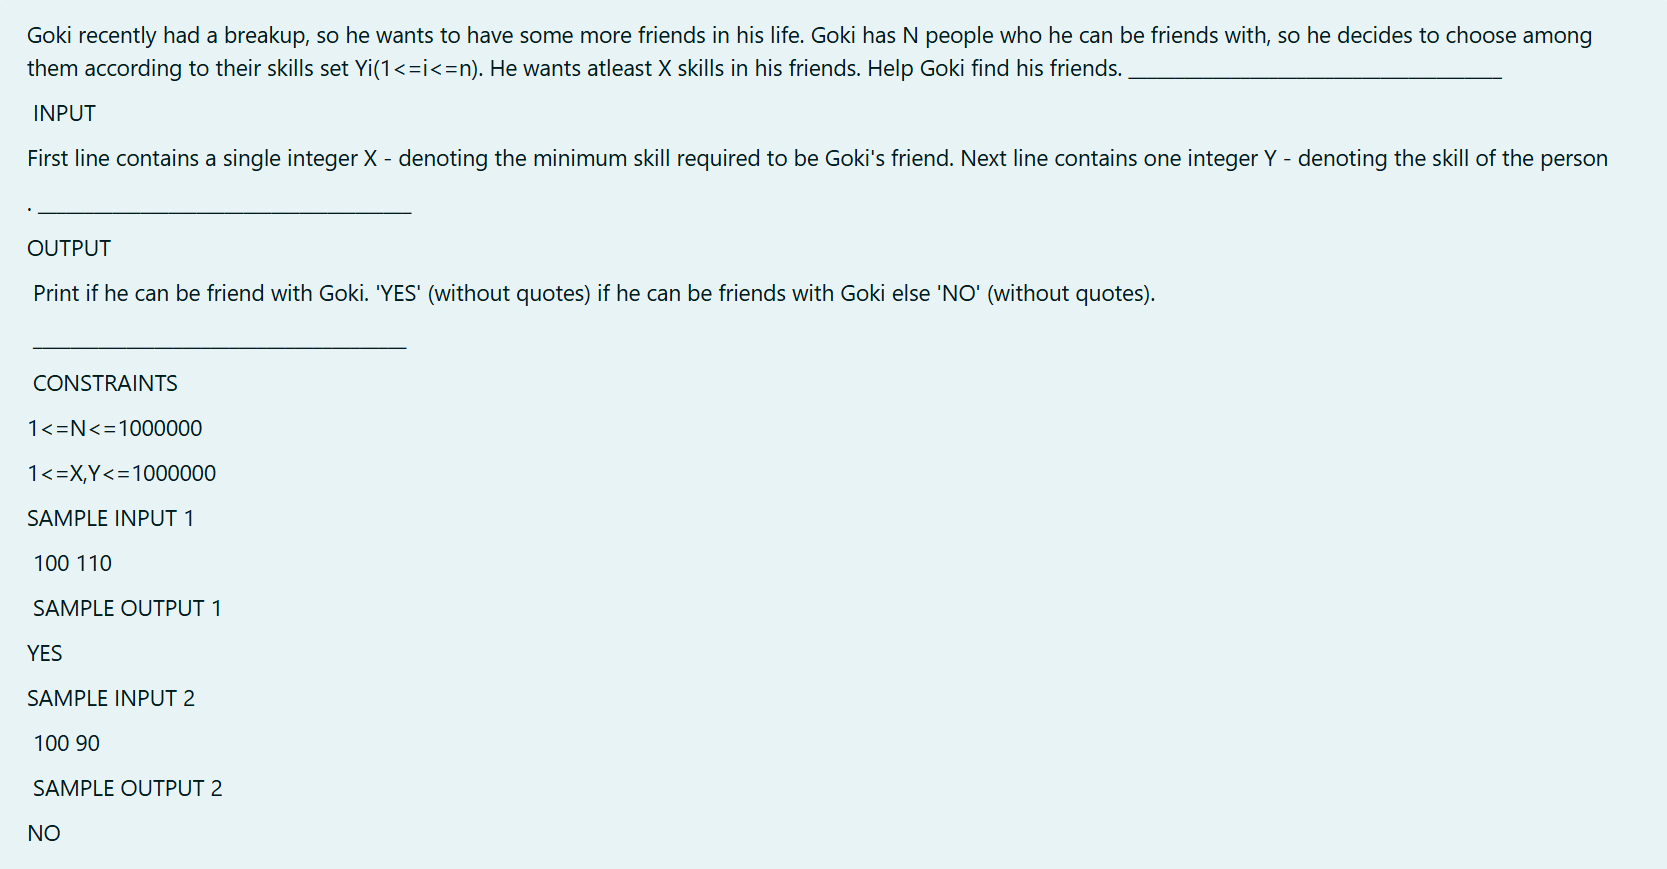 Goki recently had a breakup, so he wants to have some more friends in his life. Goki has N people who he can be friends with, so he decides to choose among
them according to their skills set Yi(1<=i<=n). He wants atleast X skills in his friends. Help Goki find his friends. __________________________________
INPUT
First line contains a single integer X - denoting the minimum skill required to be Goki's friend. Next line contains one integer Y - denoting the skill of the person
. __________________________________
OUTPUT
Print if he can be friend with Goki. 'YES' (without quotes) if he can be friends with Goki else 'NO' (without quotes).
__________________________________
CONSTRAINTS
1<=N<=1000000
1<=X,Y<=1000000
SAMPLE INPUT 1
100 110
SAMPLE OUTPUT 1
YES
SAMPLE INPUT 2
100 90
SAMPLE OUTPUT 2
NO